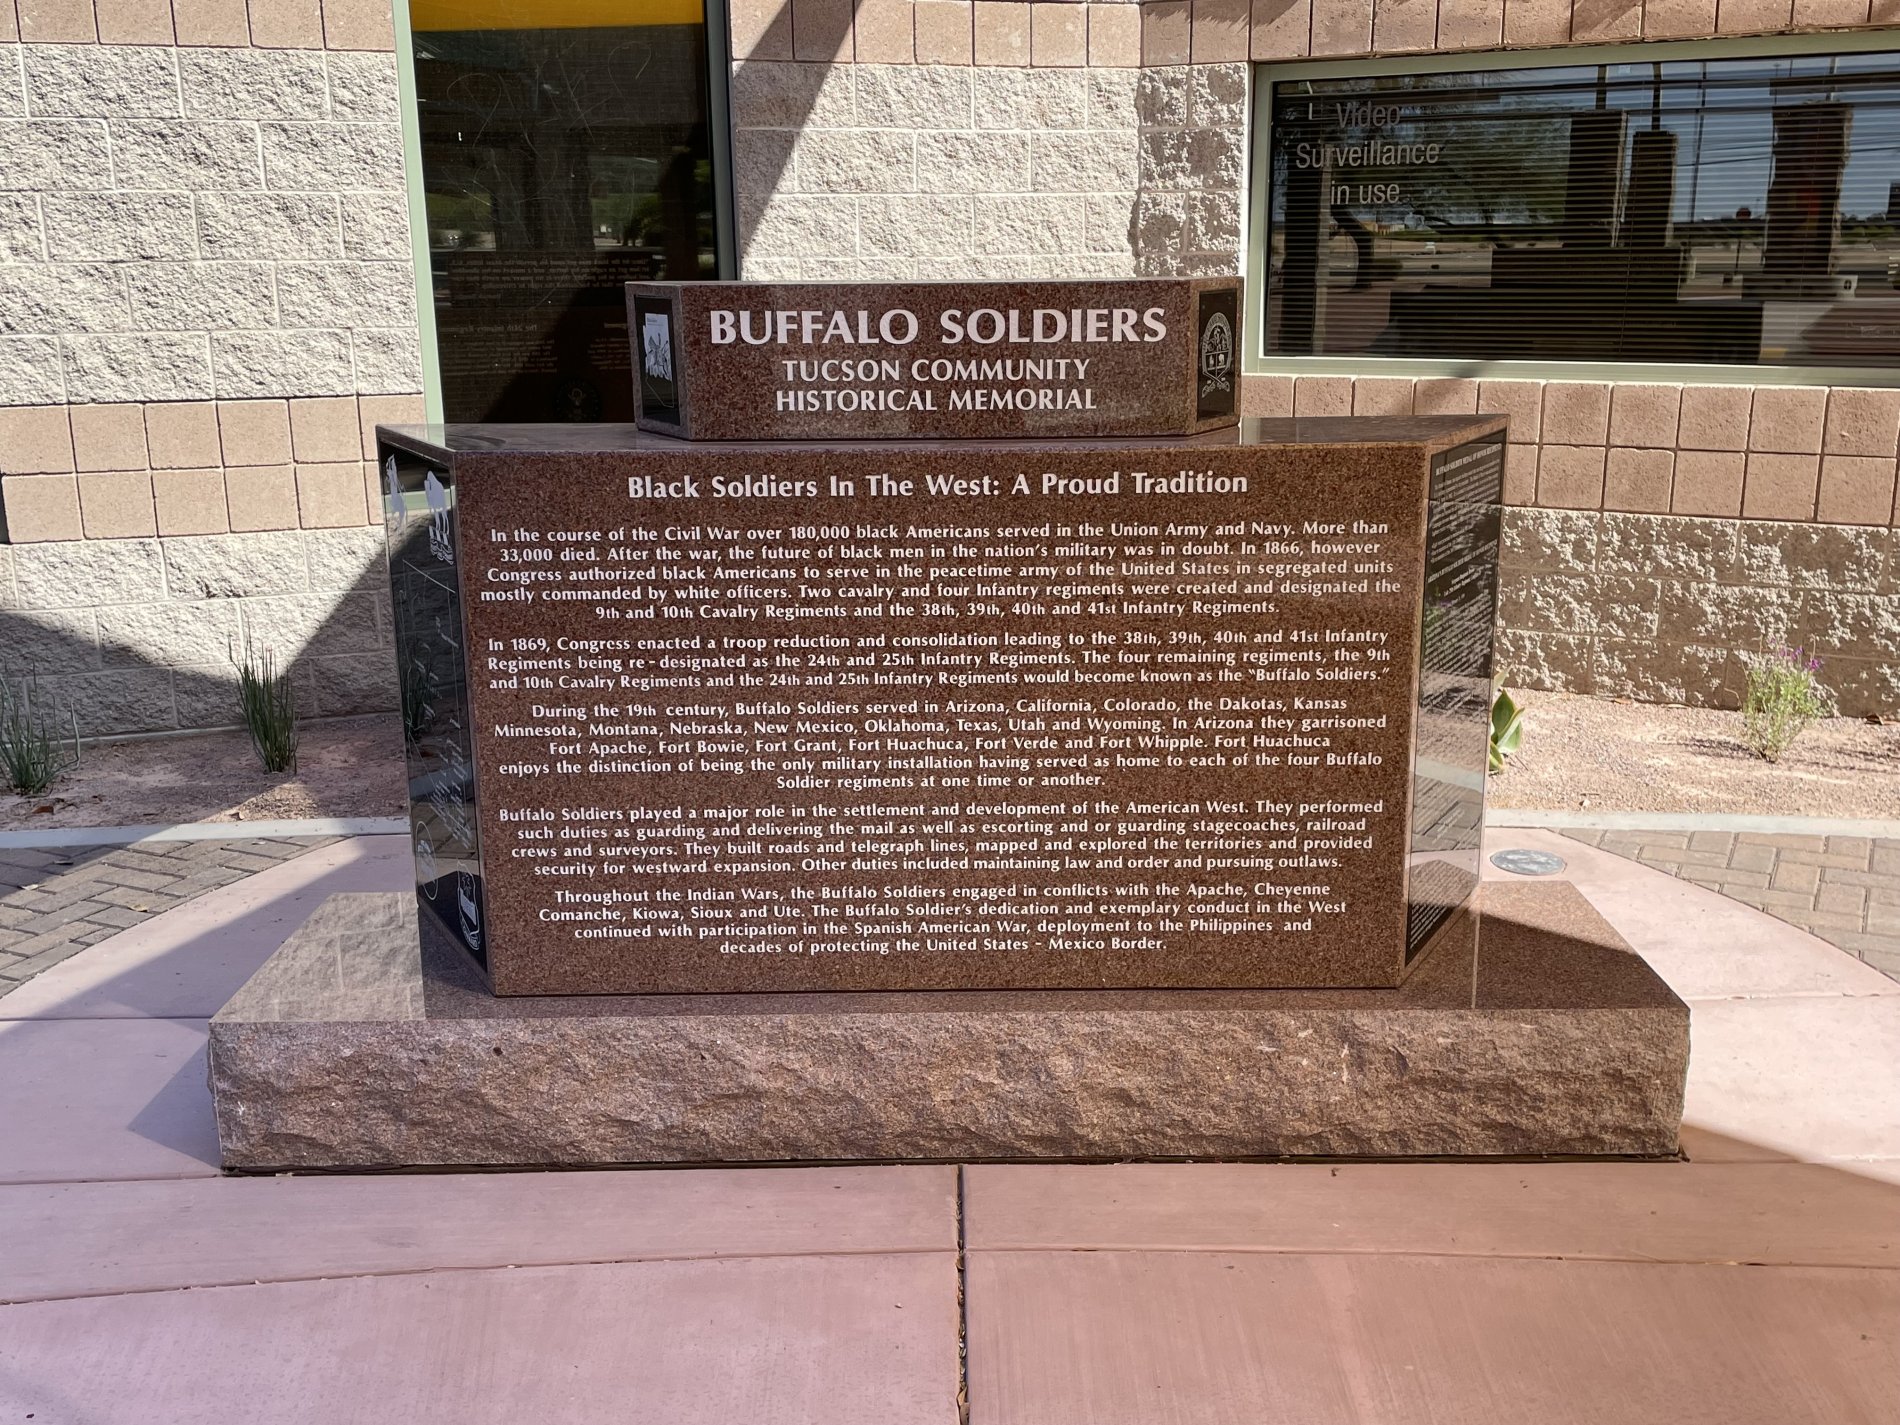 Video
Surveillance
in use
BUFFALO SOLDIERS
TUCSON COMMUNITY
HISTORICAL MEMORIAL
Black Soldiers In The West: A Proud Tradition
In the course of the Civil War over 180,000 black Americans served in the Union Army and Navy. More than
33,000 died. After the war, the future of black men in the nation's military was in doubt. In 1866, however
Congress authorized black Americans to serve in the peacetime army of the United States in segregated units
mostly commanded by white officers. Two cavalry and four Infantry regiments were created and designated the
9th and 10th Cavalry Regiments and the 38th, 39th, 40th and 41st Infantry Regiments.
In 1869, Congress enacted a troop reduction and consolidation leading to the 38th, 39th, 40th and 41st Infantry
Regiments being re - designated as the 24th and 25th Infantry Regiments. The four remaining regiments, the 9th
and 10th Cavalry Regiments and the 24th and 25th Infantry Regiments would become known as the "Buffalo Soldiers."
During the 19th century, Buffalo Soldiers served in Arizona, California, Colorado, the Dakotas, Kansas
Minnesota, Montana, Nebraska, New Mexico, Oklahoma, Texas, Utah and Wyoming. In Arizona they garrisoned
Fort Apache, Fort Bowie, Fort Grant, Fort Huachuca, Fort Verde and Fort Whipple. Fort Huachuca
enjoys the distinction of being the only military installation having served as home to each of the four Buffalo
Soldier regiments at one time or another.
Buffalo Soldiers played a major role in the settlement and development of the American West. They performed
such duties as guarding and delivering the mail as well as escorting and or guarding stagecoaches, railroad
crews and surveyors. They built roads and telegraph lines, mapped and explored the territories and provided
security for westward expansion. Other duties included maintaining law and order and pursuing outlaws.
Throughout the Indian Wars, the Buffalo Soldiers engaged in conflicts with the Apache, Cheyenne
Comanche, Kiowa, Sioux and Ute. The Buffalo Soldier's dedication and exemplary conduct in the West
continued with participation in the Spanish American War, deployment to the Philippines and
decades of protecting the United States - Mexico Border.
BUFFALO SOLDIER MEDAL OF HONOR RECIPIENTS